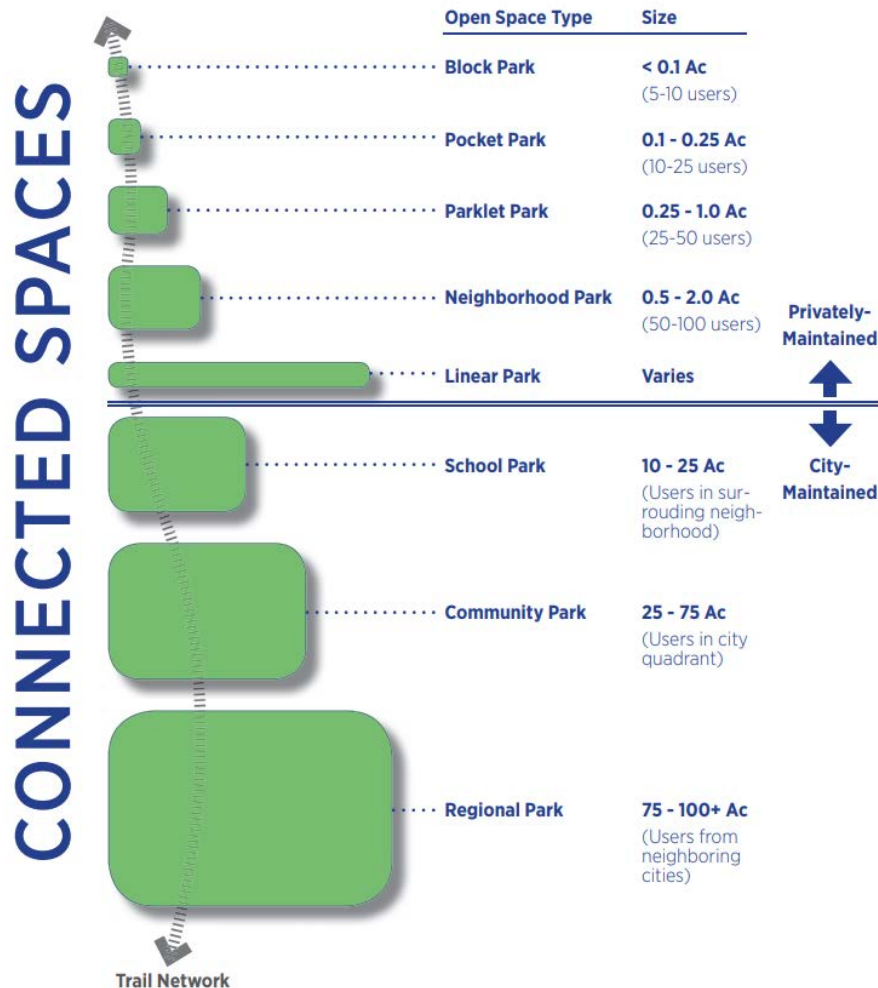 CONNECTED SPACES
Open Space Type Size
Block Park < 0.1 Ac
(5-10 users)
Pocket Park 0.1 - 0.25 Ac
(10-25 users)
Parklet Park 0.25 - 1.0 Ac
(25-50 users)
Neighborhood Park 0.5 - 2.0 Ac
(50-100 users)
Privately-
Maintained
Linear Park Varies
School Park 10 - 25 Ac
(Users in sur-
rouding neigh-
borhood)
City-
Maintained
Community Park 25 - 75 Ac
(Users in city
quadrant)
Regional Park 75 - 100+ Ac
(Users from
neighboring
cities)
Trail Network